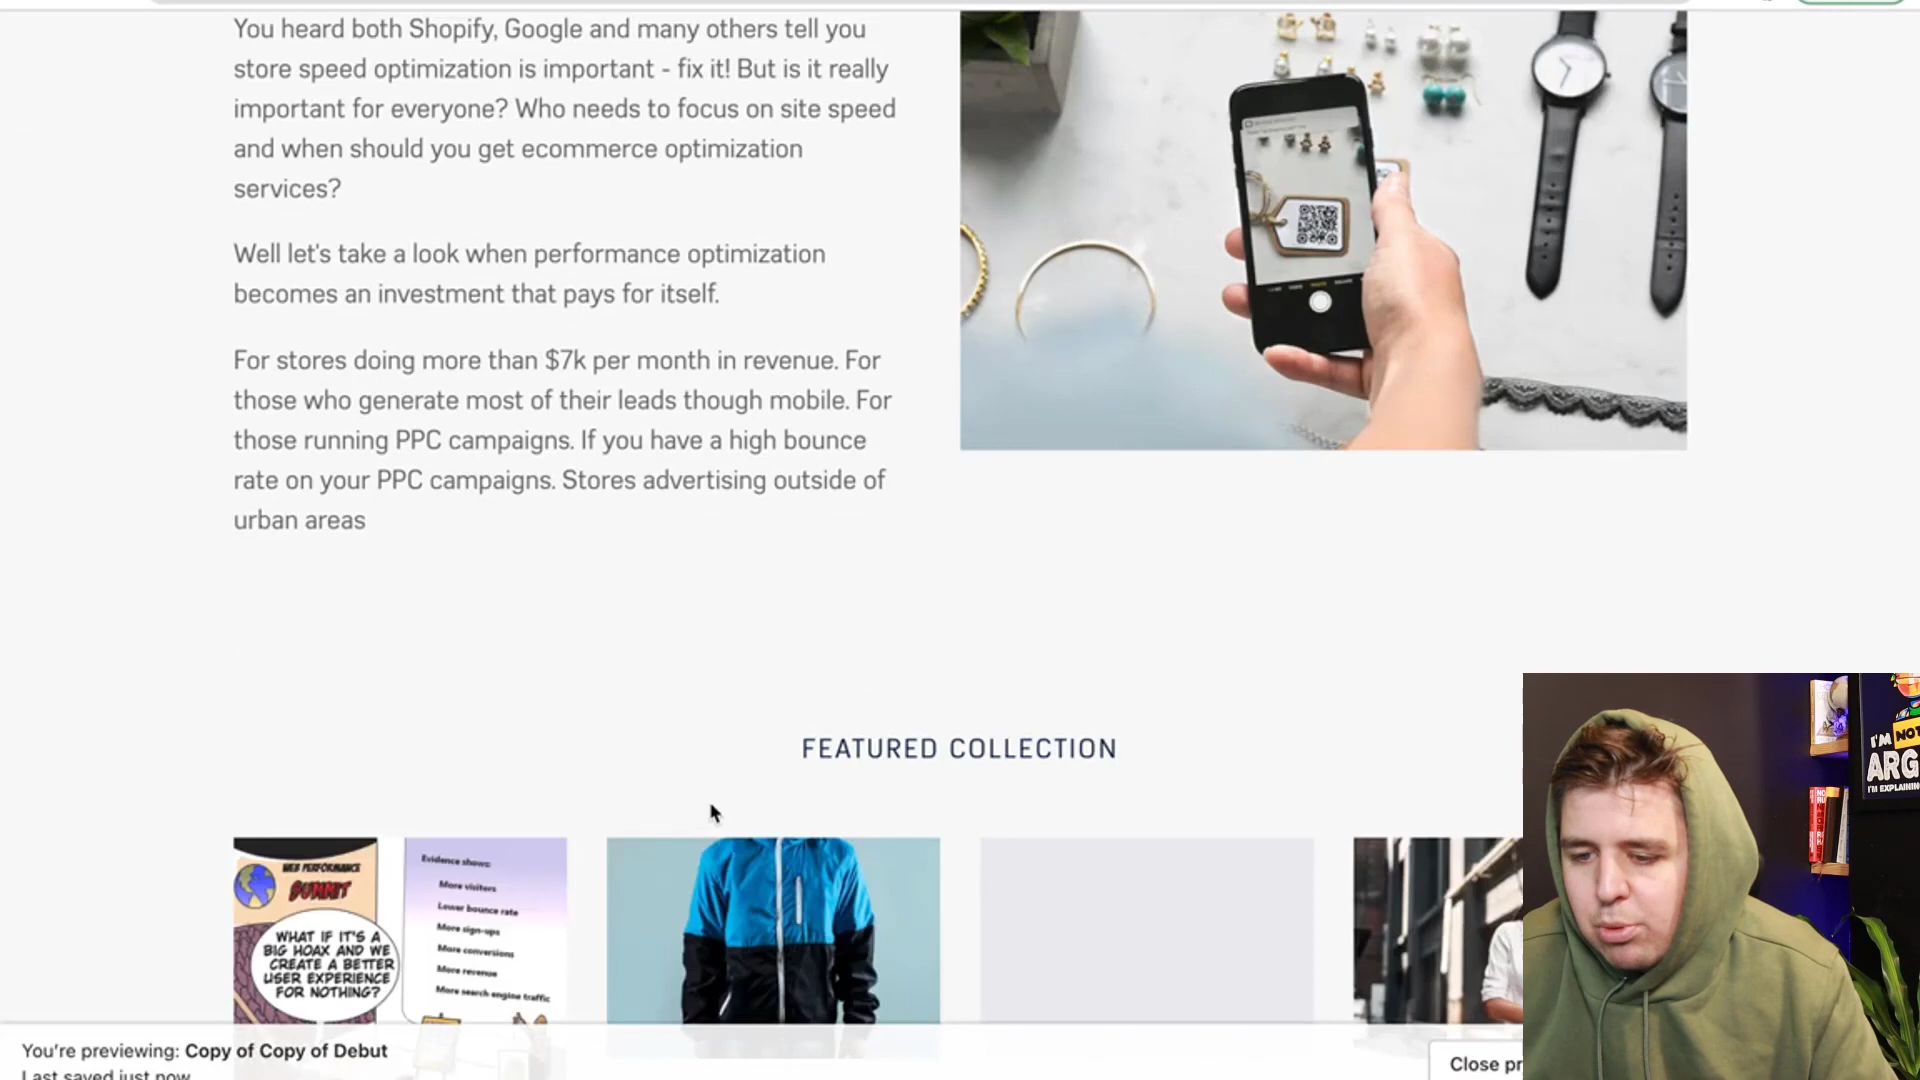 You heard both Shopify, Google and many others tell you
store speed optimization is important - fix it! But is it really
important for everyone? Who needs to focus on site speed
and when should you get ecommerce optimization
services?
Well let's take a look when performance optimization
becomes an investment that pays for itself.
For stores doing more than $7k per month in revenue. For
those who generate most of their leads though mobile. For
those running PPC campaigns. If you have a high bounce
rate on your PPC campaigns. Stores advertising outside of
urban areas
FEATURED COLLECTION
WEB PERFORMANCE
SUMMIT
WHAT IF IT'S A
BIG HOAX AND WE
CREATE A BETTER
USER EXPERIENCE
FOR NOTHING?
Evidence shows:
More visitors
Lower bounce rate
More sign-ups
More conversions
More revenue
More search engine traffic
I'M NOT
ARG
I'M EXPLAINING
You're previewing: Copy of Copy of Debut
Last saved just now
Close pr